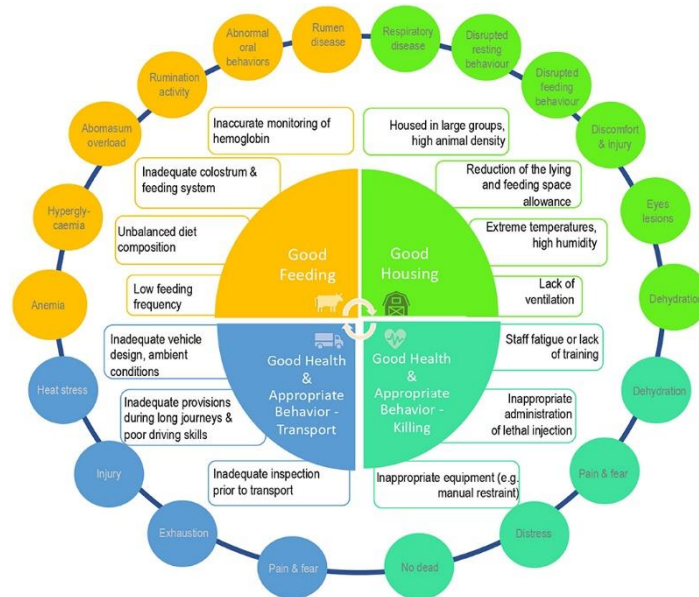 Abnormal
oral
behaviors
Rumen
disease
Respiratory
disease
Disrupted
resting
behaviour
Disrupted
feeding
behaviour
Rumination
activity
Discomfort
& injury
Abomasum
overload
Eyes
lesions
Hypergly-
caemia
Dehydration
Anemia
Inaccurate monitoring of
hemoglobin
Housed in large groups,
high animal density
Inadequate colostrum &
feeding system
Reduction of the lying
and feeding space
allowance
Unbalanced diet
composition
Extreme temperatures,
high humidity
Low feeding
frequency
Lack of
ventilation
Good
Feeding
Good
Housing
Inadequate vehicle
design, ambient
conditions
Staff fatigue or lack
of training
Good Health
&
Appropriate
Behavior -
Transport
Good Health
&
Appropriate
Behavior -
Killing
Inadequate provisions
during long journeys &
poor driving skills
Inappropriate
administration
of lethal injection
Inadequate inspection
prior to transport
Inappropriate equipment (e.g.
manual restraint)
Heat stress
Dehydration
Injury
Pain & fear
Exhaustion
Distress
Pain & fear
No dead